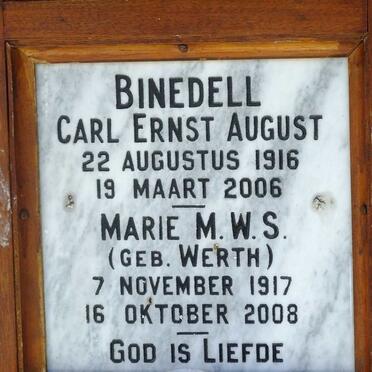 BINEDELL
CARL ERNST AUGUST
22 AUGUSTUS 1916
19 MAART 2006
MARIE M.W.S.
(GEB. WERTH)
7 NOVEMBER 1917
16 OKTOBER 2008
GOD IS LIEFDE